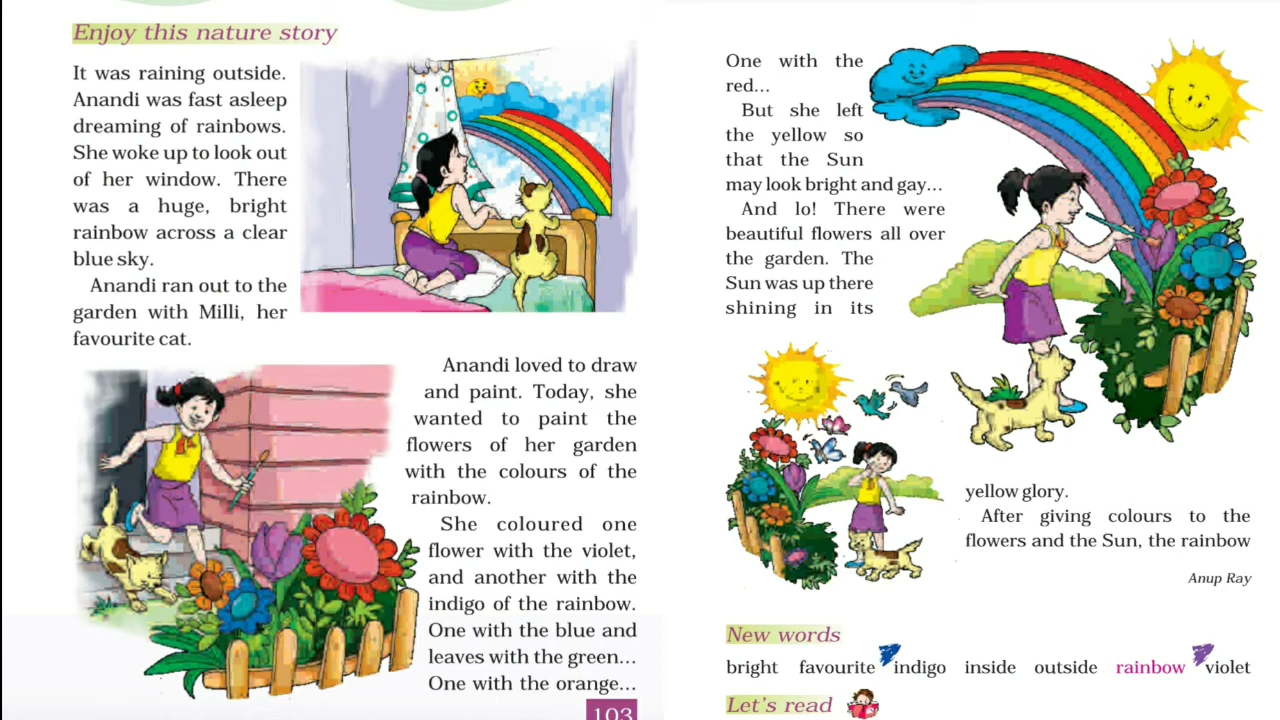 Enjoy this nature story
It was raining outside.
Anandi was fast asleep
dreaming of rainbows.
She woke up to look out
of her window. There
was a huge, bright
rainbow across a clear
blue sky.
Anandi ran out to the
garden with Milli, her
favourite cat.
Anandi loved to draw
and paint. Today, she
wanted to paint the
flowers of her garden
with the colours of the
rainbow.
She coloured one
flower with the violet,
and another with the
indigo of the rainbow.
One with the blue and
leaves with the green...
One with the orange...
103
One with the
red...
But she left
the yellow so
that the Sun
may look bright and gay...
And lo! There were
beautiful flowers all over
the garden. The
Sun was up there
shining in its
yellow glory.
After giving colours to the
flowers and the Sun, the rainbow
Anup Ray
New words
bright favourite indigo inside outside rainbow violet
Let's read